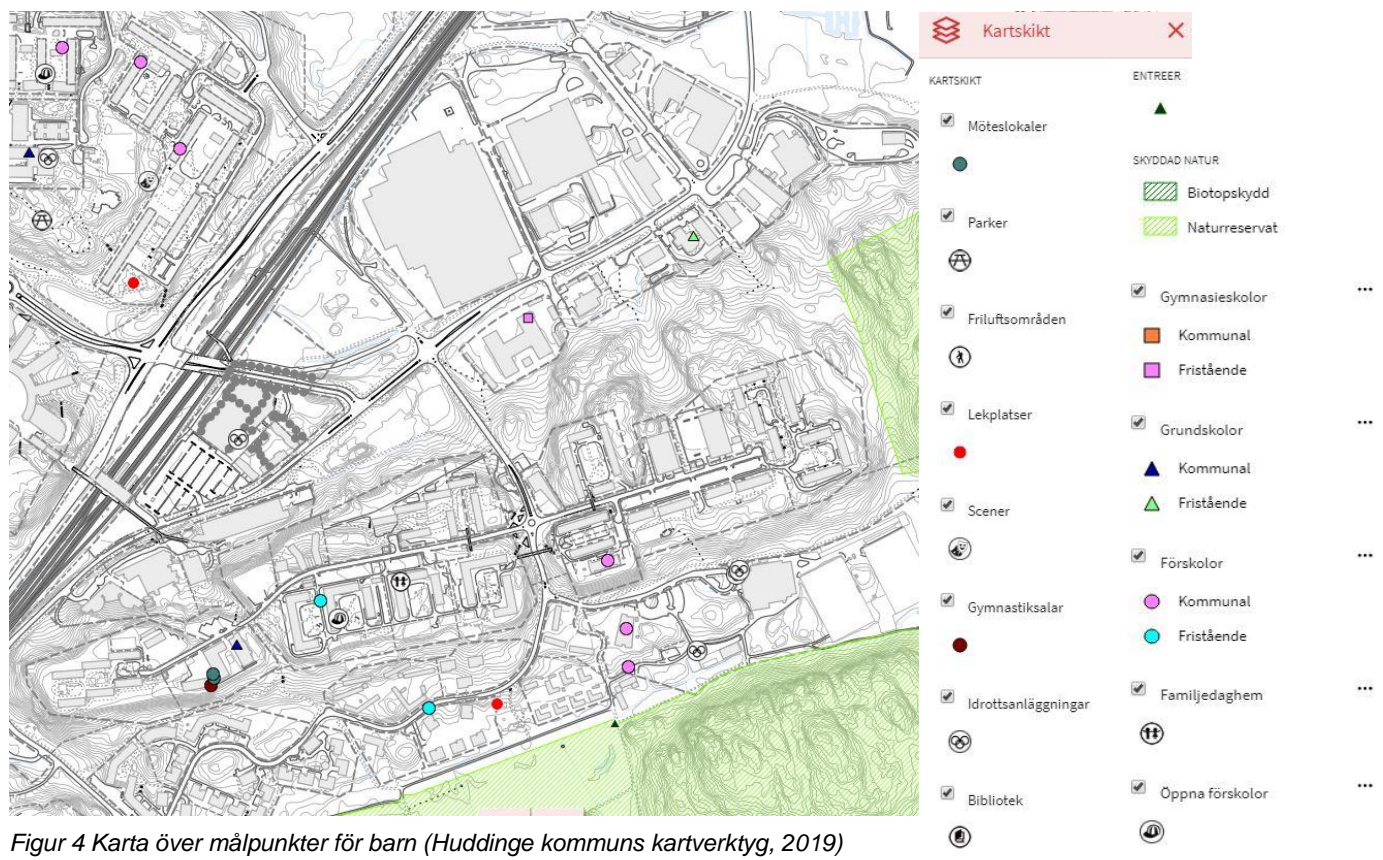 Kartskikt
KARTSKIKT
Möteslokaler
Parker
Friluftsområden
Lekplatser
Scener
Gymnastiksalar
Idrottsanläggningar
Bibliotek
ENTREER
SKYDDAD NATUR
Biotopskydd
Naturreservat
Gymnasieskolor
Kommunal
Fristående
Grundskolor
Kommunal
Fristående
Förskolor
Kommunal
Fristående
Familjedaghem
Öppna förskolor
Figur 4 Karta över målpunkter för barn (Huddinge kommuns kartverktyg, 2019)